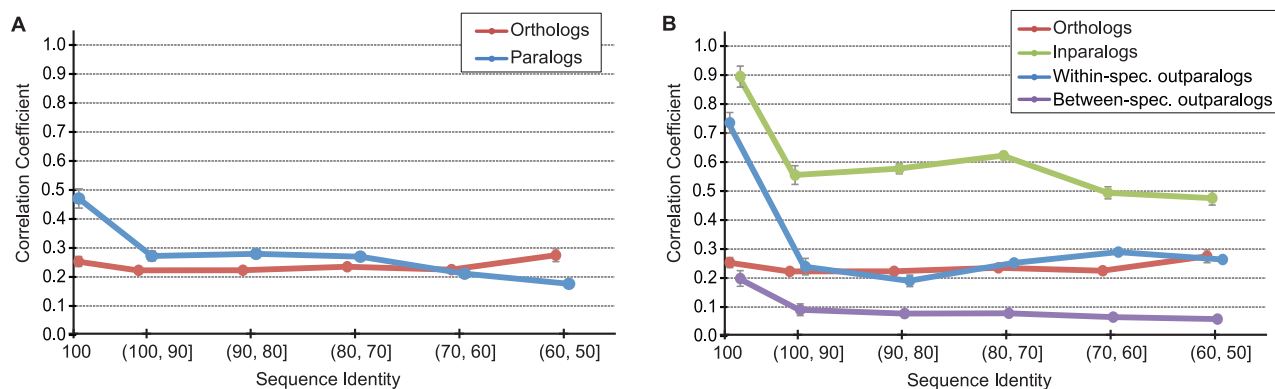 A
Orthologs
Paralogs
Correlation Coefficient
1.0
0.9
0.8
0.7
0.6
0.5
0.4
0.3
0.2
0.1
0.0
100
(100, 90]
(90, 80]
(80,70]
(70, 60]
(60, 50]
Sequence Identity
B
Orthologs
Inparalogs
Within-spec. outparalogs
Between-spec. outparalogs
Correlation Coefficient
1.0
0.9
0.8
0.7
0.6
0.5
0.4
0.3
0.2
0.1
0.0
100
(100, 90]
(90, 80]
(80, 70]
(70, 60]
(60, 50]
Sequence Identity